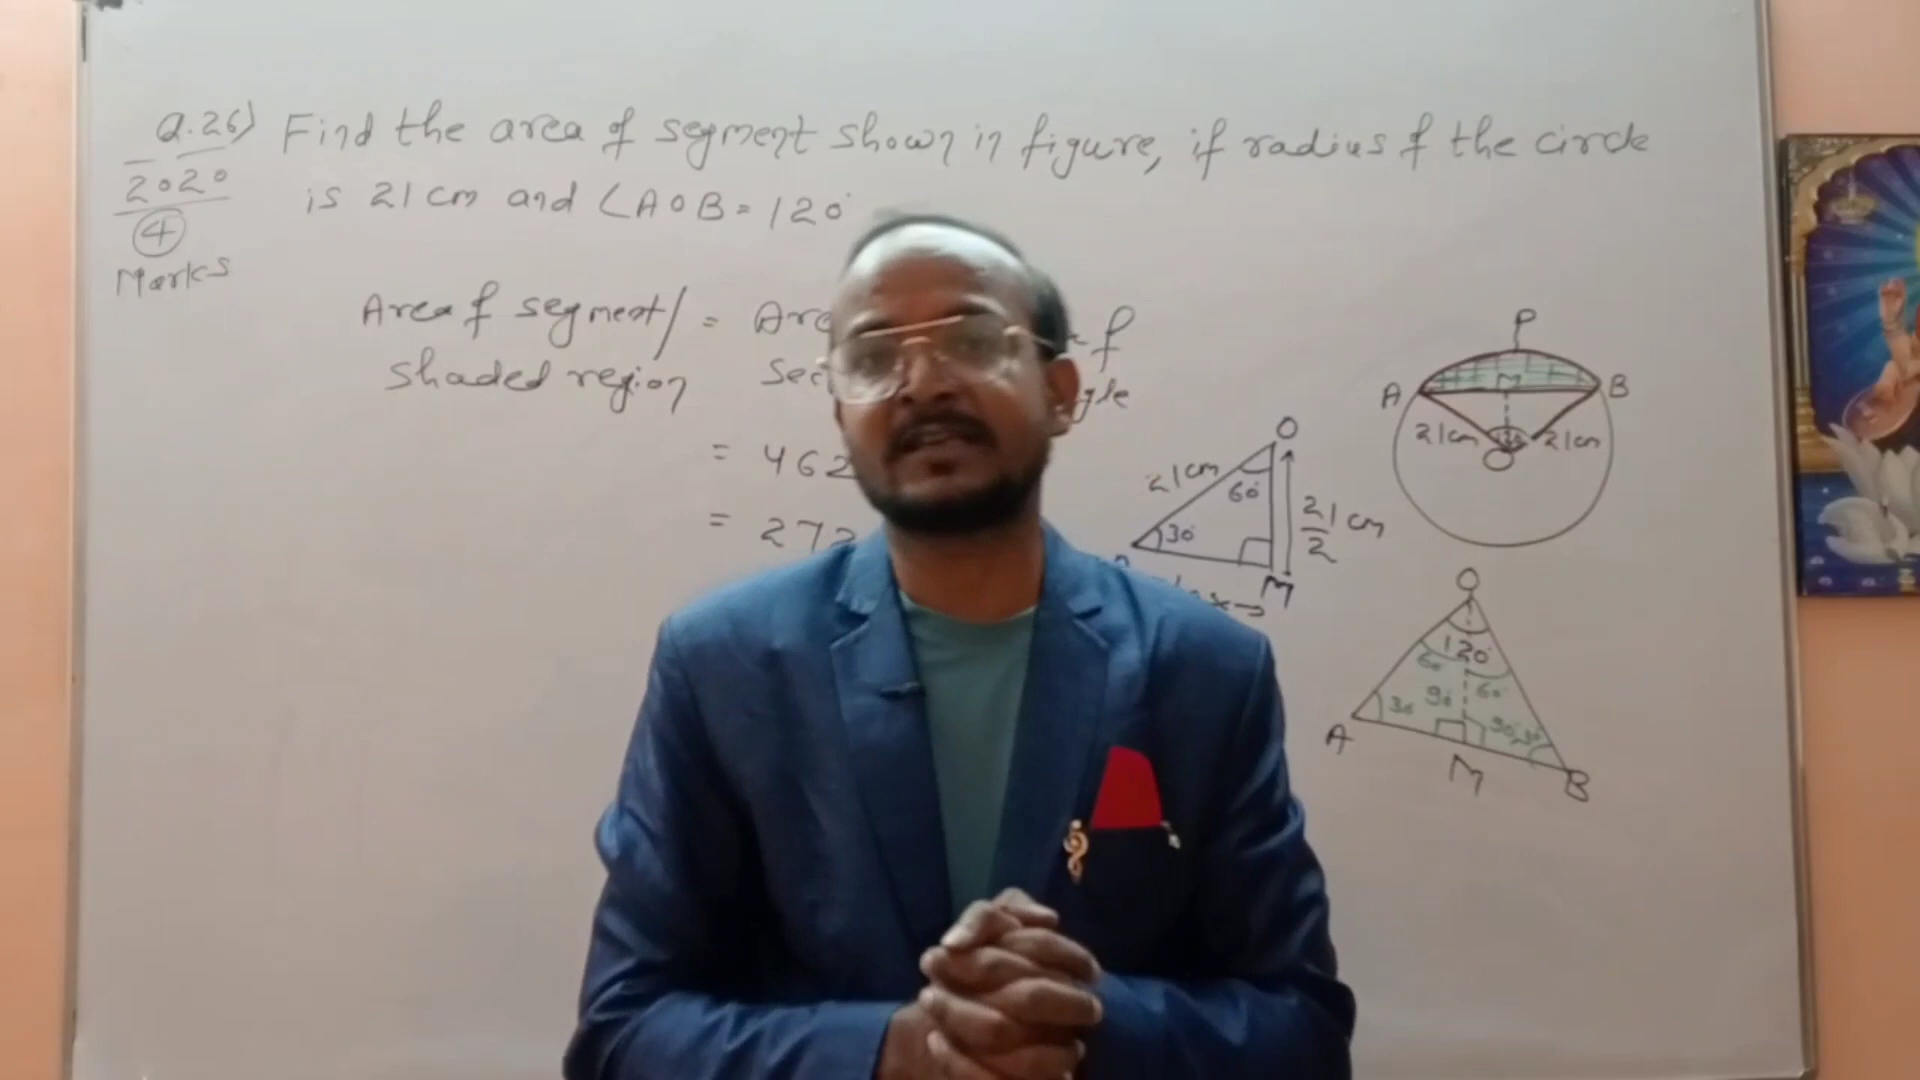 Q.26) Find the area of segment shown in figure, if radius of the circle
2020
is 21 cm and ∠AOB = 120°
4
Marks
Area of segment/ =
shaded region
= 462
=
P
A
M
B
21cm
21cm
O
O
21cm
60°
30°
21/2 cm
M
O
120°
60°
60°
90°
30
90°
A
M
B